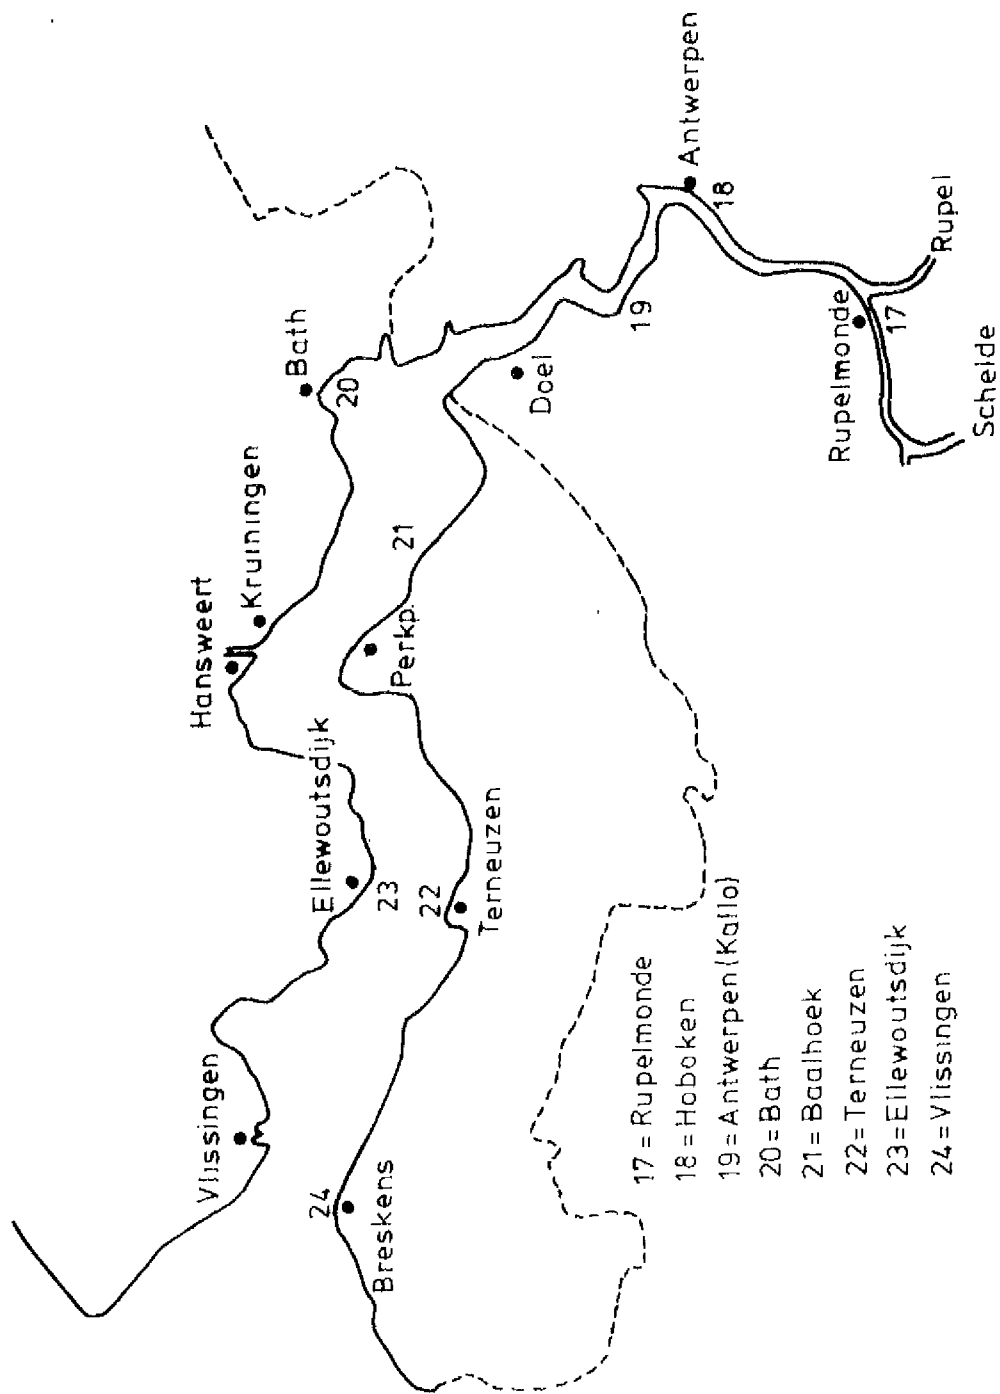 Vlissingen
Breskens
24
Ellewoutsdijk
23
22
Terneuzen
Hansweert
Kruiningen
Perkp.
21
Bath
20
Doel
19
Antwerpen
18
Rupelmonde
17
Rupel
Schelde
17=Rupelmonde
18=Hoboken
19=Antwerpen(Kallo)
20=Bath
21=Baalhoek
22=Terneuzen
23=Ellewoutsdijk
24=Vlissingen